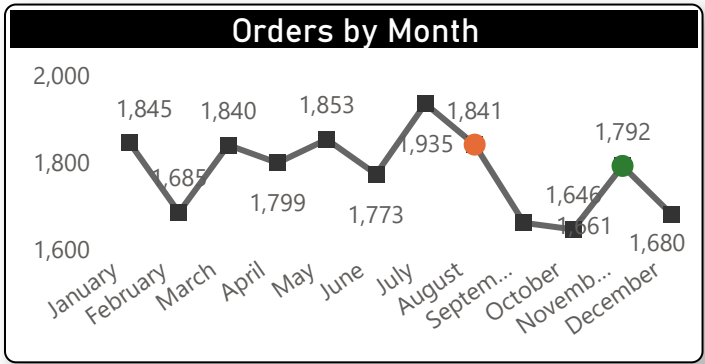 Orders by Month
2,000
1,800
1,600
1,845
1,685
1,840
1,799
1,853
1,773
1,935
1,841
1,661
1,646
1,792
1,680
January
February
March
April
May
June
July
August
Septem...
October
Novemb...
December